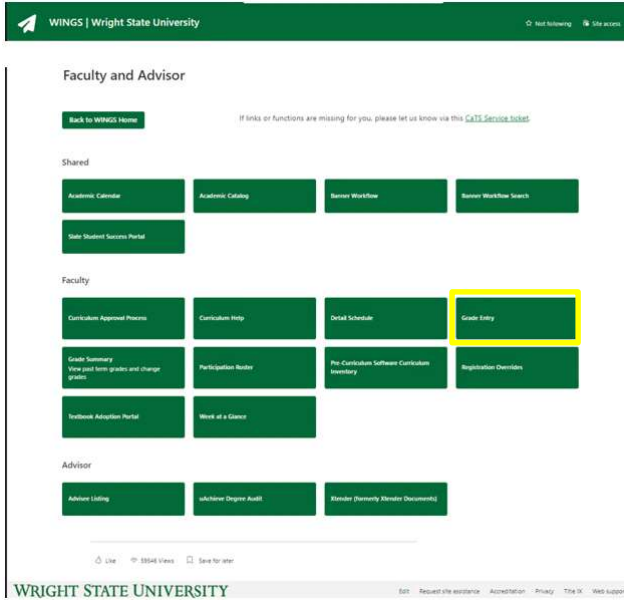 WINGS | Wright State University
Not following
Site access
Faculty and Advisor
Back to WINGS Home
If links or functions are missing for you, please let us know via this CaTS Service ticket.
Shared
Academic Calendar
Academic Catalog
Banner Workflow
Banner Workflow Search
Slate Student Success Portal
Faculty
Curriculum Approval Process
Curriculum Help
Detail Schedule
Grade Entry
Grade Summary
View past term grades and change
grades
Participation Roster
Pre-Curriculum Software Curriculum
Inventory
Registration Overrides
Textbook Adoption Portal
Week at a Glance
Advisor
Advisee Listing
uAchieve Degree Audit
Xtender (formerly Xtender Documents)
Like
Views
Save for later
WRIGHT STATE UNIVERSITY
Edit
Request site assistance
Accreditation
Privacy
Title IX
Web support